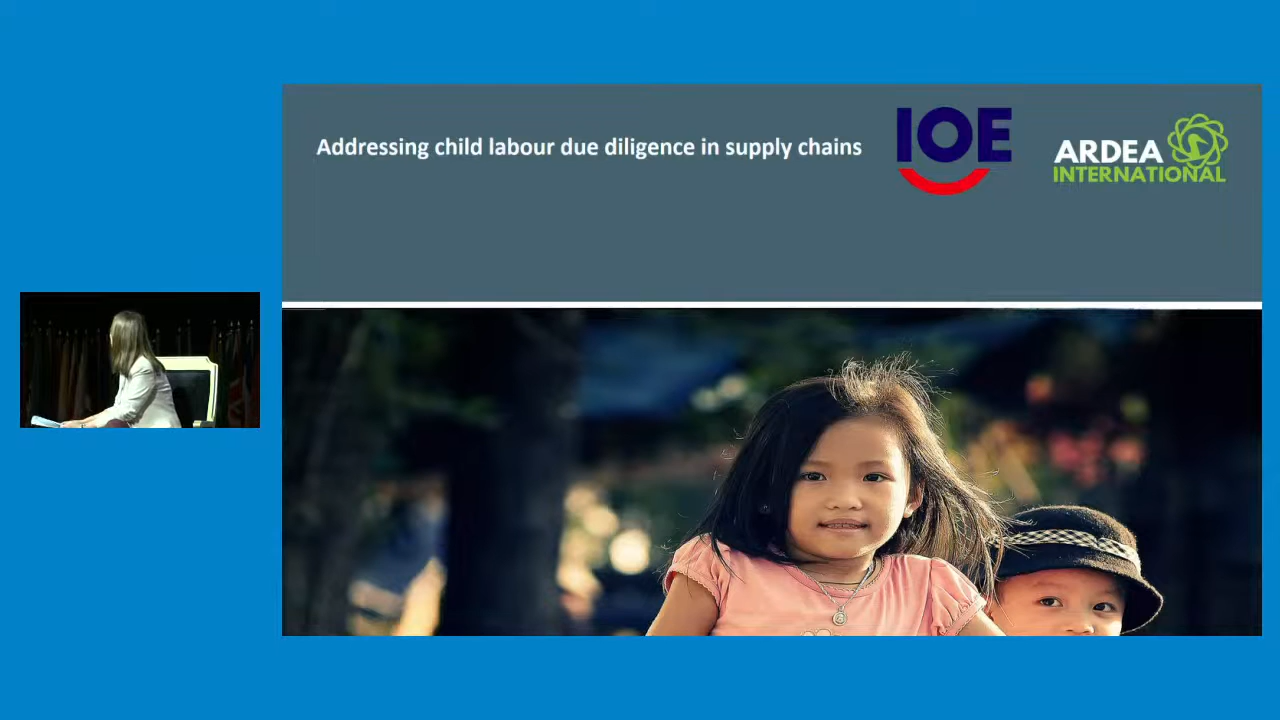 Addressing child labour due diligence in supply chains
IOE
ARDEA
INTERNATIONAL